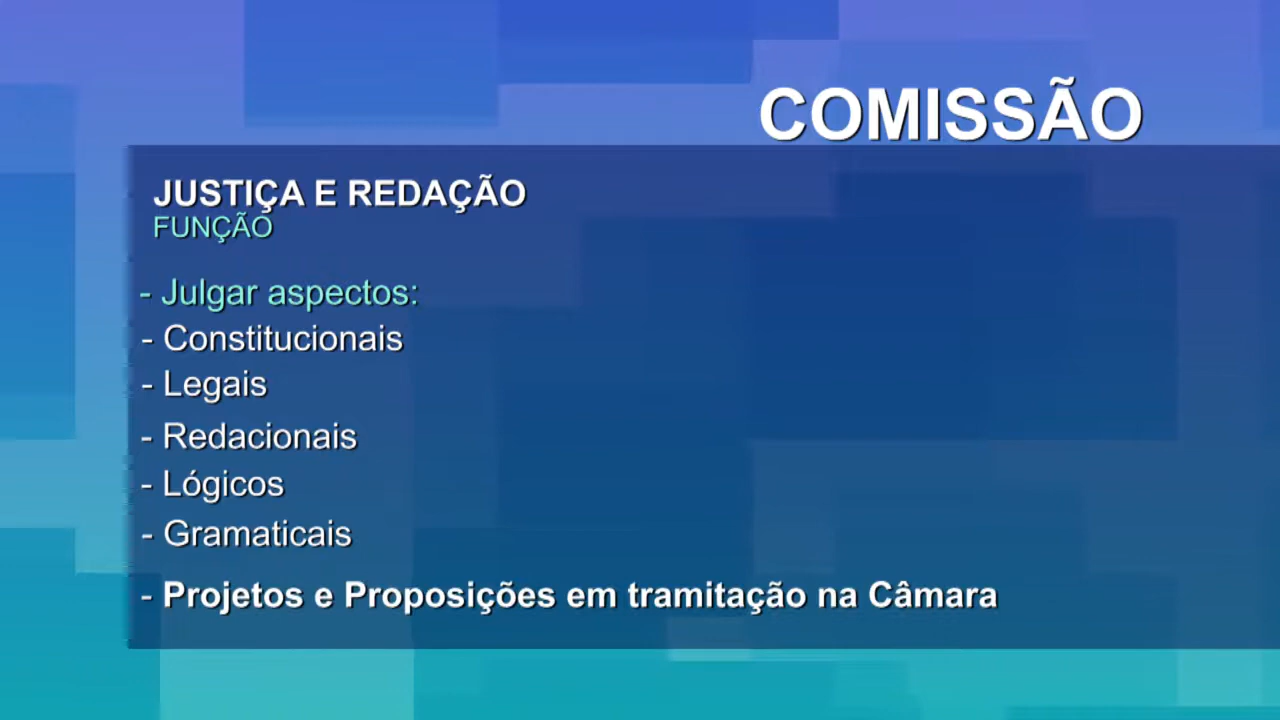 COMISSÃO
JUSTIÇA E REDAÇÃO
FUNÇÃO
- Julgar aspectos:
- Constitucionais
- Legais
- Redacionais
- Lógicos
- Gramaticais
- Projetos e Proposições em tramitação na Câmara